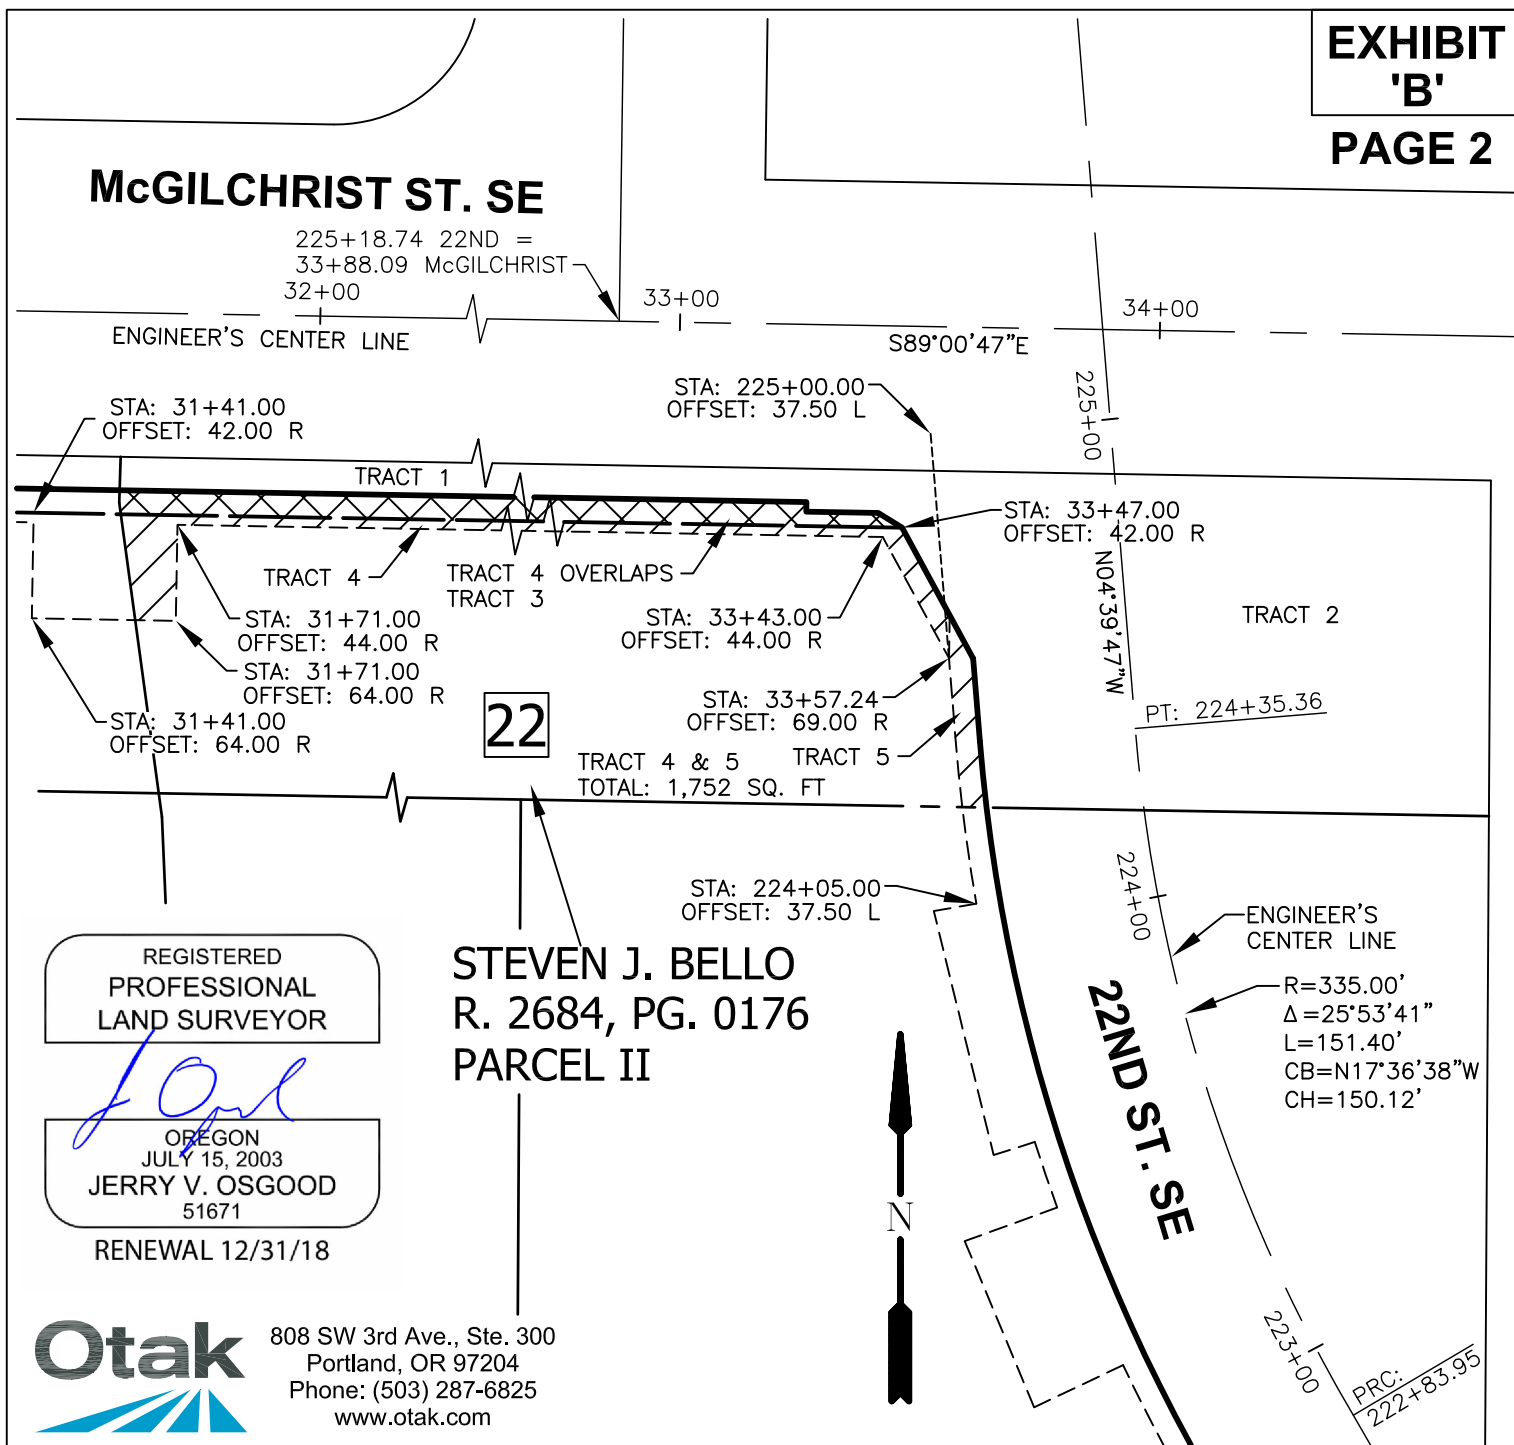 EXHIBIT
'B'
PAGE 2
McGILCHRIST ST. SE
225+18.74 22ND =
33+88.09 McGILCHRIST
32+00
33+00
34+00
ENGINEER'S CENTER LINE
S89°00'47"E
STA: 225+00.00
OFFSET: 37.50 L
225+00
STA: 31+41.00
OFFSET: 42.00 R
TRACT 1
STA: 33+47.00
OFFSET: 42.00 R
N04°39'47"W
TRACT 4
TRACT 4 OVERLAPS
TRACT 3
STA: 31+71.00
OFFSET: 44.00 R
STA: 33+43.00
OFFSET: 44.00 R
TRACT 2
STA: 31+71.00
OFFSET: 64.00 R
STA: 33+57.24
OFFSET: 69.00 R
STA: 31+41.00
OFFSET: 64.00 R
22
PT: 224+35.36
TRACT 4 & 5
TOTAL: 1,752 SQ. FT
TRACT 5
STA: 224+05.00
OFFSET: 37.50 L
224+00
ENGINEER'S
CENTER LINE
STEVEN J. BELLO
R. 2684, PG. 0176
PARCEL II
R=335.00'
Δ=25°53'41"
L=151.40'
CB=N17°36'38"W
CH=150.12'
22ND ST. SE
REGISTERED
PROFESSIONAL
LAND SURVEYOR
OREGON
JULY 15, 2003
JERRY V. OSGOOD
51671
RENEWAL 12/31/18
N
223+00
PRC:
222+83.95
Otak
808 SW 3rd Ave., Ste. 300
Portland, OR 97204
Phone: (503) 287-6825
www.otak.com